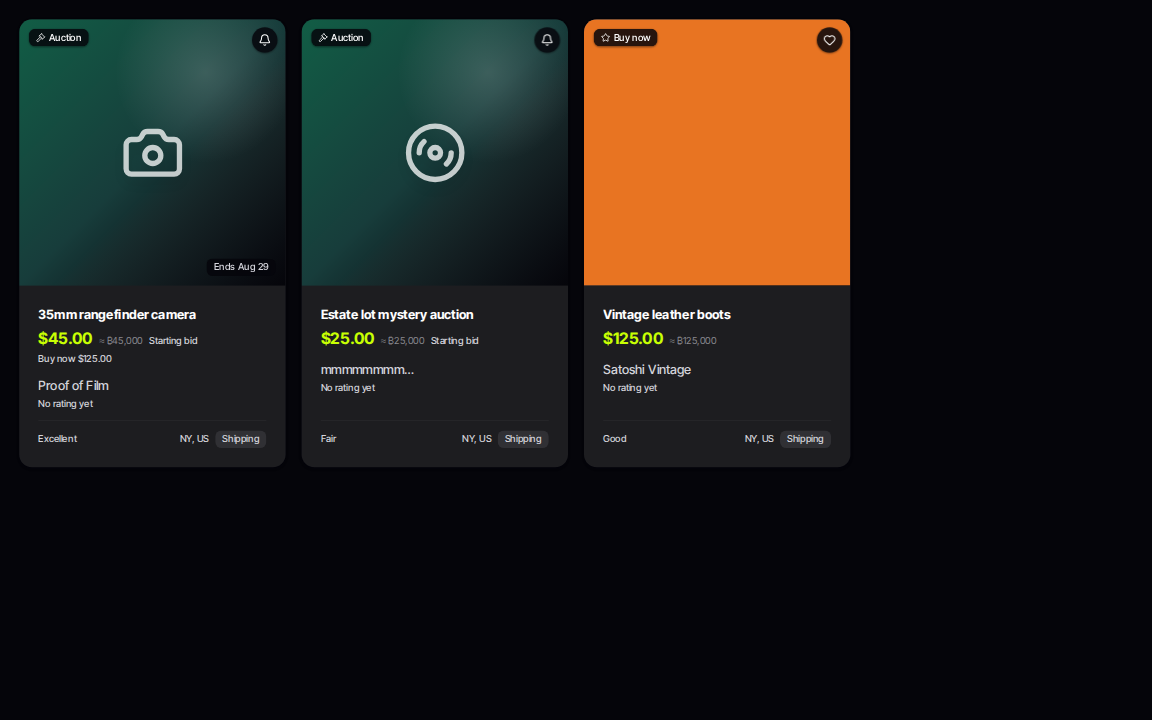 Auction
Ends Aug 29
35mm rangefinder camera
$45.00 ≈ ₿45,000 Starting bid
Buy now $125.00
Proof of Film
No rating yet
Excellent NY, US Shipping
Auction
Estate lot mystery auction
$25.00 ≈ ₿25,000 Starting bid
mmmmmmmm...
No rating yet
Fair NY, US Shipping
Buy now
Vintage leather boots
$125.00 ≈ ₿125,000
Satoshi Vintage
No rating yet
Good NY, US Shipping